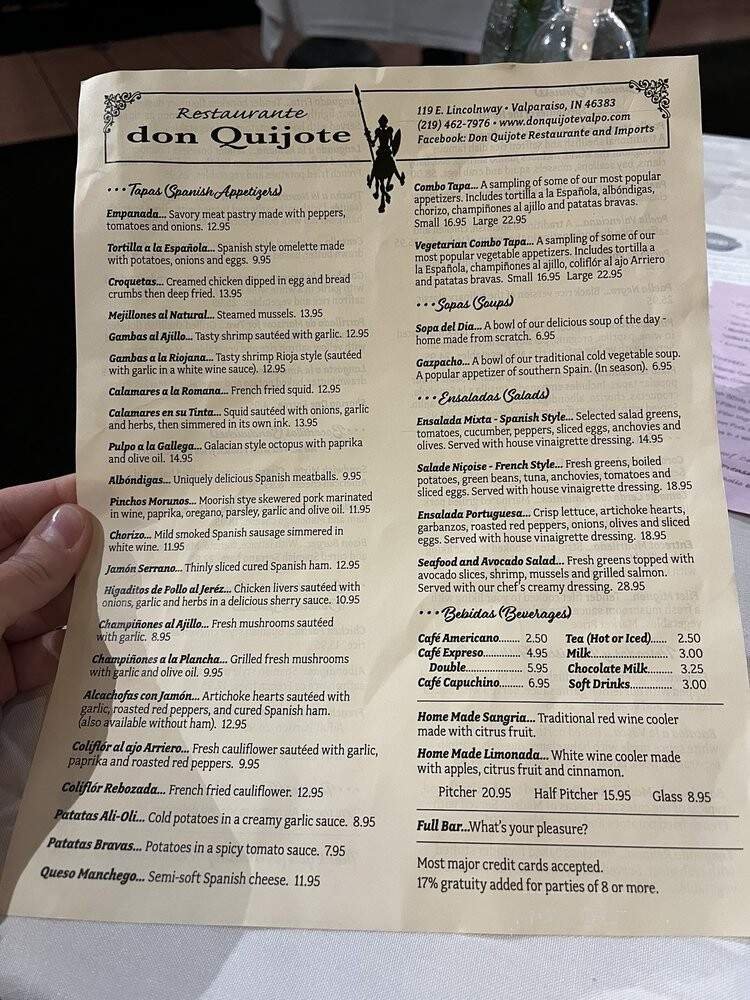 Restaurante
don Quijote
119 E. Lincolnway • Valparaiso, IN 46383
(219) 462-7976 • www.donquijotevalpo.com
Facebook: Don Quijote Restaurante and Imports
•••Tapas (Spanish Appetizers)
Empanada... Savory meat pastry made with peppers,
tomatoes and onions. 12.95
Tortilla a la Española... Spanish style omelette made
with potatoes, onions and eggs. 9.95
Croquetas... Creamed chicken dipped in egg and bread
crumbs then deep fried. 13.95
Mejillones al Natural... Steamed mussels. 13.95
Gambas al Ajillo... Tasty shrimp sautéed with garlic. 12.95
Gambas a la Riojana... Tasty shrimp Rioja style (sautéed
with garlic in a white wine sauce). 12.95
Calamares a la Romana... French fried squid. 12.95
Calamares en su Tinta... Squid sautéed with onions, garlic
and herbs, then simmered in its own ink. 13.95
Pulpo a la Gallega... Galacian style octopus with paprika
and olive oil. 14.95
Albóndigas... Uniquely delicious Spanish meatballs. 9.95
Pinchos Morunos... Moorish stye skewered pork marinated
in wine, paprika, oregano, parsley, garlic and olive oil. 11.95
Chorizo... Mild smoked Spanish sausage simmered in
white wine. 11.95
Jamón Serrano... Thinly sliced cured Spanish ham. 12.95
Higaditos de Pollo al Jeréz... Chicken livers sautéed with
onions, garlic and herbs in a delicious sherry sauce. 10.95
Champiñones al Ajillo... Fresh mushrooms sautéed
with garlic. 8.95
Champiñones a la Plancha... Grilled fresh mushrooms
with garlic and olive oil. 9.95
Alcachofas con Jamón... Artichoke hearts sautéed with
garlic, roasted red peppers, and cured Spanish ham.
(also available without ham). 12.95
Coliflór al ajo Arriero... Fresh cauliflower sautéed with garlic,
paprika and roasted red peppers. 9.95
Coliflór Rebozada... French fried cauliflower. 12.95
Patatas Ali-Oli... Cold potatoes in a creamy garlic sauce. 8.95
Patatas Bravas... Potatoes in a spicy tomato sauce. 7.95
Queso Manchego... Semi-soft Spanish cheese. 11.95
Combo Tapa... A sampling of some of our most popular
appetizers. Includes tortilla a la Española, albóndigas,
chorizo, champiñones al ajillo and patatas bravas.
Small 16.95 Large 22.95
Vegetarian Combo Tapa... A sampling of some of our
most popular vegetable appetizers. Includes tortilla a
la Española, champiñones al ajillo, coliflór al ajo Arriero
and patatas bravas. Small 16.95 Large 22.95
•••Sopas (Soups)
Sopa del Dia... A bowl of our delicious soup of the day -
home made from scratch. 6.95
Gazpacho... A bowl of our traditional cold vegetable soup.
A popular appetizer of southern Spain. (In season). 6.95
•••Ensaladas (Salads)
Ensalada Mixta - Spanish Style... Selected salad greens,
tomatoes, cucumber, peppers, sliced eggs, anchovies and
olives. Served with house vinaigrette dressing. 14.95
Salade Niçoise - French Style... Fresh greens, boiled
potatoes, green beans, tuna, anchovies, tomatoes and
sliced eggs. Served with house vinaigrette dressing. 18.95
Ensalada Portuguesa... Crisp lettuce, artichoke hearts,
garbanzos, roasted red peppers, onions, olives and sliced
eggs. Served with house vinaigrette dressing. 18.95
Seafood and Avocado Salad... Fresh greens topped with
avocado slices, shrimp, mussels and grilled salmon.
Served with our chef's creamy dressing. 28.95
•••Bebidas (Beverages)
Café Americano........ 2.50 Tea (Hot or Iced)..... 2.50
Café Expreso............. 4.95 Milk........................ 3.00
Double..................... 5.95 Chocolate Milk......... 3.25
Café Capuchino......... 6.95 Soft Drinks............... 3.00
Home Made Sangria... Traditional red wine cooler
made with citrus fruit.
Home Made Limonada... White wine cooler made
with apples, citrus fruit and cinnamon.
Pitcher 20.95 Half Pitcher 15.95 Glass 8.95
Full Bar...What's your pleasure?
Most major credit cards accepted.
17% gratuity added for parties of 8 or more.